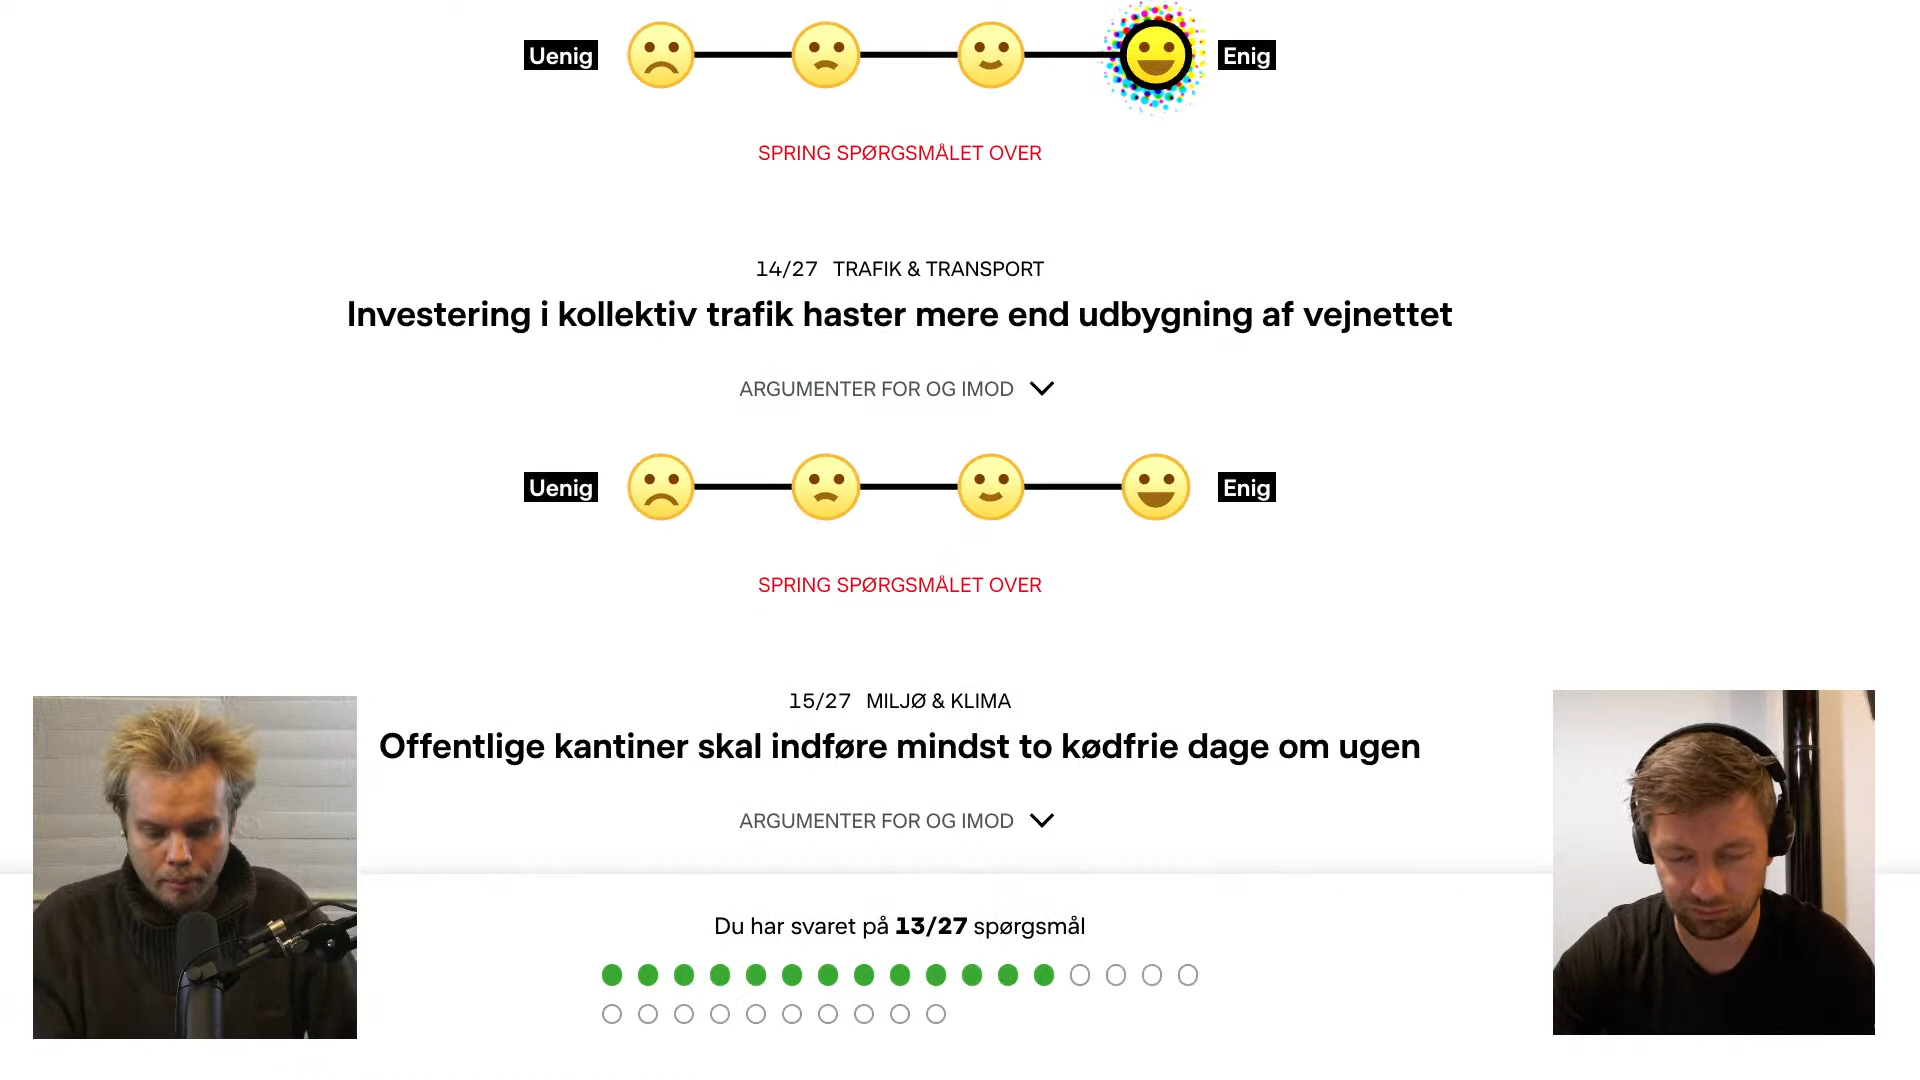 Uenig
Enig
SPRING SPØRGSMÅLET OVER
14/27 TRAFIK & TRANSPORT
Investering i kollektiv trafik haster mere end udbygning af vejnettet
ARGUMENTER FOR OG IMOD
Uenig
Enig
SPRING SPØRGSMÅLET OVER
15/27 MILJØ & KLIMA
Offentlige kantiner skal indføre mindst to kødfrie dage om ugen
ARGUMENTER FOR OG IMOD
Du har svaret på 13/27 spørgsmål